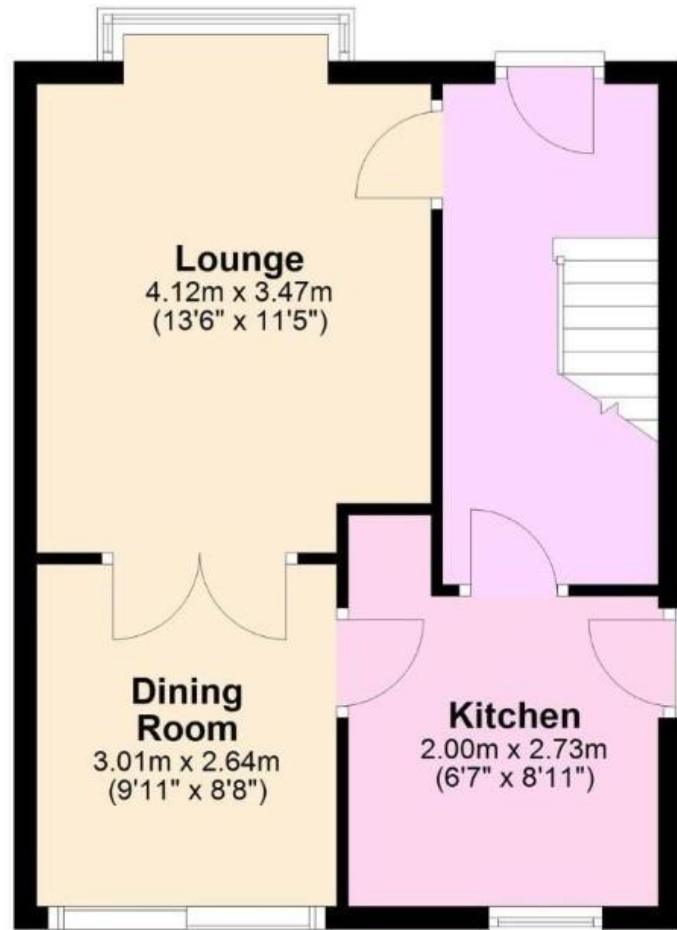 Lounge
4.12m x 3.47m
(13'6" x 11'5")
Dining
Room
3.01m x 2.64m
(9'11" x 8'8")
Kitchen
2.00m x 2.73m
(6'7" x 8'11")